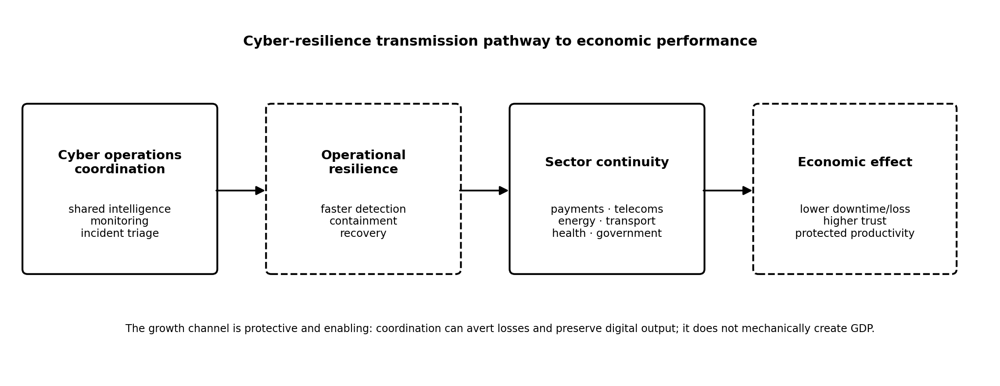 Cyber-resilience transmission pathway to economic performance
Cyber operations
coordination
shared intelligence
monitoring
incident triage
Operational
resilience
faster detection
containment
recovery
Sector continuity
payments · telecoms
energy · transport
health · government
Economic effect
lower downtime/loss
higher trust
protected productivity
The growth channel is protective and enabling: coordination can avert losses and preserve digital output; it does not mechanically create GDP.